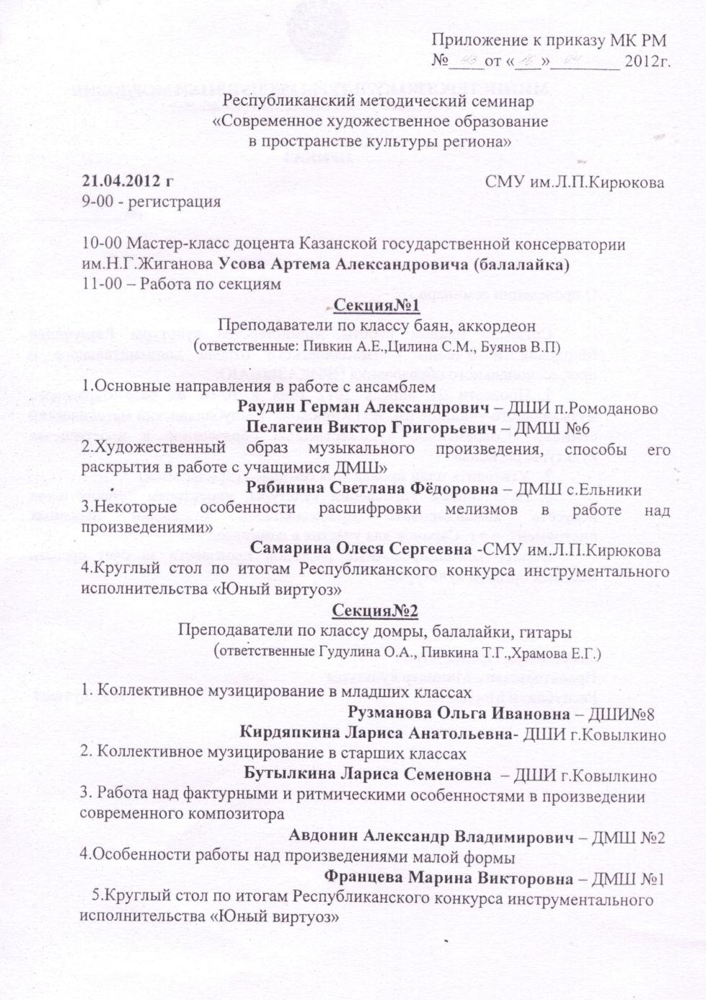 Приложение к приказу МК РМ
№____от «___»________ 2012г.
Республиканский методический семинар
«Современное художественное образование
в пространстве культуры региона»
21.04.2012 г СМУ им.Л.П.Кирюкова
9-00 - регистрация
10-00 Мастер-класс доцента Казанской государственной консерватории
им.Н.Г.Жиганова Усова Артема Александровича (балалайка)
11-00 – Работа по секциям
Секция№1
Преподаватели по классу баян, аккордеон
(ответственные: Пивкин А.Е.,Цилина С.М., Буянов В.П)
1.Основные направления в работе с ансамблем
Раудин Герман Александрович – ДШИ п.Ромоданово
Пелагеин Виктор Григорьевич – ДМШ №6
2.Художественный образ музыкального произведения, способы его
раскрытия в работе с учащимися ДМШ»
Рябинина Светлана Фёдоровна – ДМШ с.Ельники
3.Некоторые особенности расшифровки мелизмов в работе над
произведениями»
Самарина Олеся Сергеевна -СМУ им.Л.П.Кирюкова
4.Круглый стол по итогам Республиканского конкурса инструментального
исполнительства «Юный виртуоз»
Секция№2
Преподаватели по классу домры, балалайки, гитары
(ответственные Гудулина О.А., Пивкина Т.Г.,Храмова Е.Г.)
1. Коллективное музицирование в младших классах
Рузманова Ольга Ивановна – ДШИ№8
Кирдяпкина Лариса Анатольевна- ДШИ г.Ковылкино
2. Коллективное музицирование в старших классах
Бутылкина Лариса Семеновна – ДШИ г.Ковылкино
3. Работа над фактурными и ритмическими особенностями в произведении
современного композитора
Авдонин Александр Владимирович – ДМШ №2
4.Особенности работы над произведениями малой формы
Францева Марина Викторовна – ДМШ №1
5.Круглый стол по итогам Республиканского конкурса инструментального
исполнительства «Юный виртуоз»